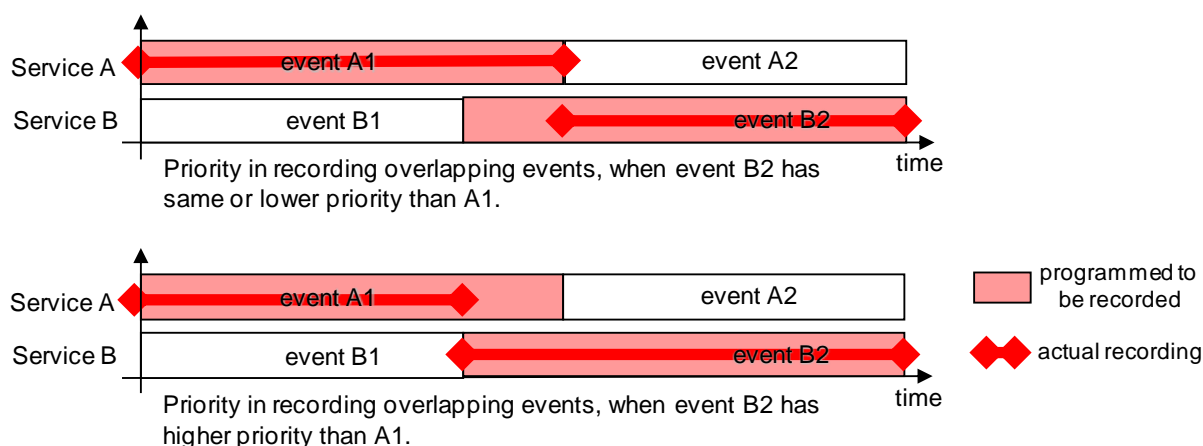 Service A
event A1
event A2
Service B
event B1
event B2
time
Priority in recording overlapping events, when event B2 has
same or lower priority than A1.
Service A
event A1
event A2
Service B
event B1
event B2
time
Priority in recording overlapping events, when event B2 has
higher priority than A1.
programmed to
be recorded
actual recording